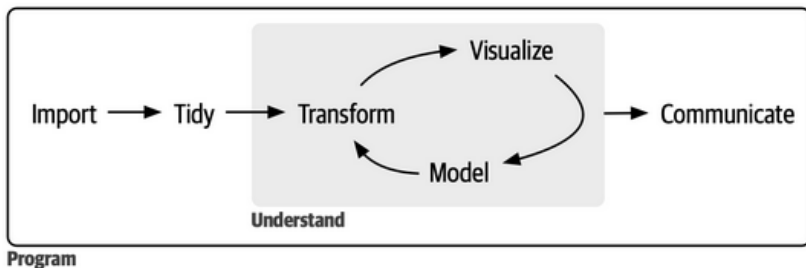 Visualize
Import Tidy Transform Communicate
Model
Understand
Program